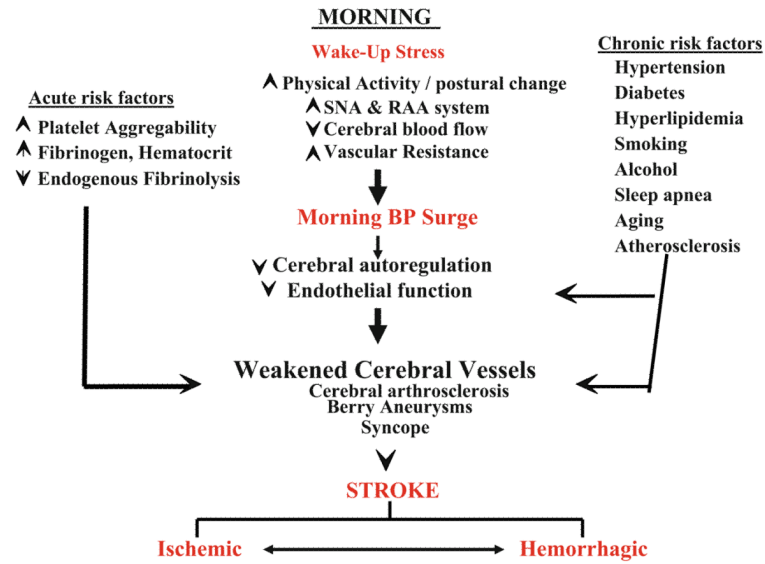 MORNING
Wake-Up Stress
Physical Activity / postural change
SNA & RAA system
Cerebral blood flow
Vascular Resistance
Acute risk factors
Platelet Aggregability
Fibrinogen, Hematocrit
Endogenous Fibrinolysis
Chronic risk factors
Hypertension
Diabetes
Hyperlipidemia
Smoking
Alcohol
Sleep apnea
Aging
Atherosclerosis
Morning BP Surge
Cerebral autoregulation
Endothelial function
Weakened Cerebral Vessels
Cerebral arthrosclerosis
Berry Aneurysms
Syncope
STROKE
Ischemic
Hemorrhagic